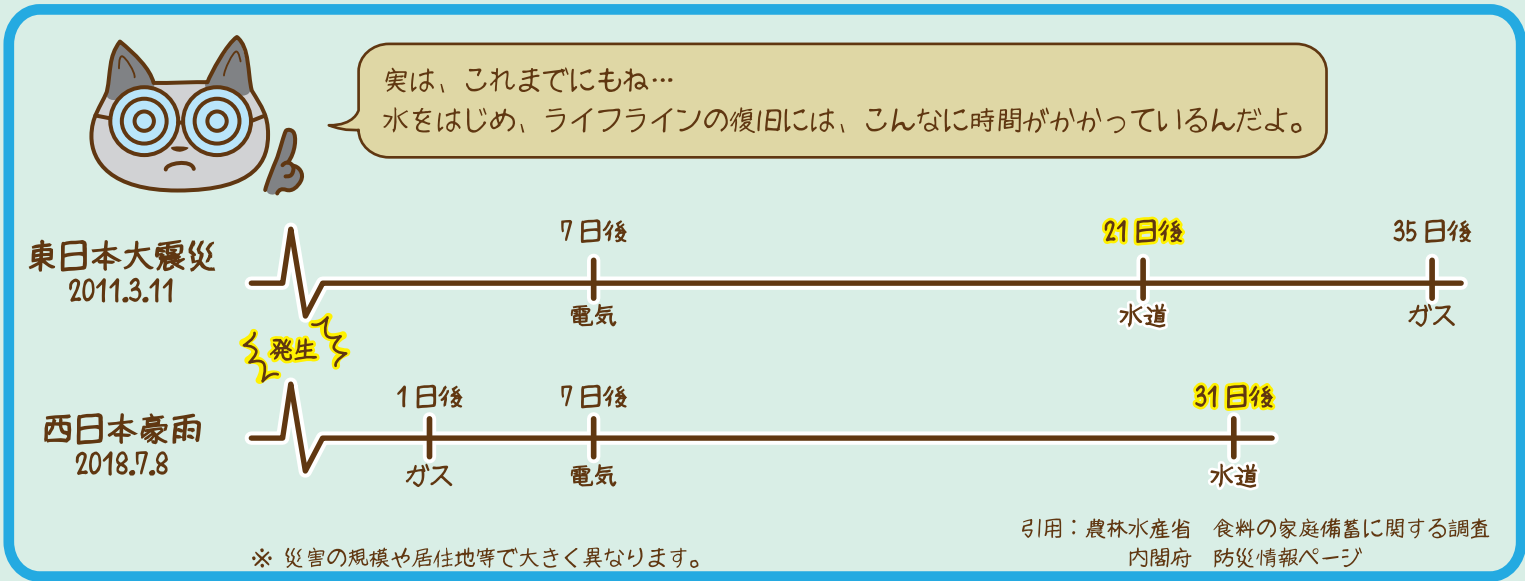 実は、これまでにもね…
水をはじめ、ライフラインの復旧には、こんなに時間がかかっているんだよ。
東日本大震災
2011.3.11
7日後
21日後
35日後
電気
水道
ガス
発生
西日本豪雨
2018.7.8
1日後
7日後
31日後
ガス
電気
水道
引用：農林水産省　食料の家庭備蓄に関する調査
内閣府　防災情報ページ
※ 災害の規模や居住地等で大きく異なります。